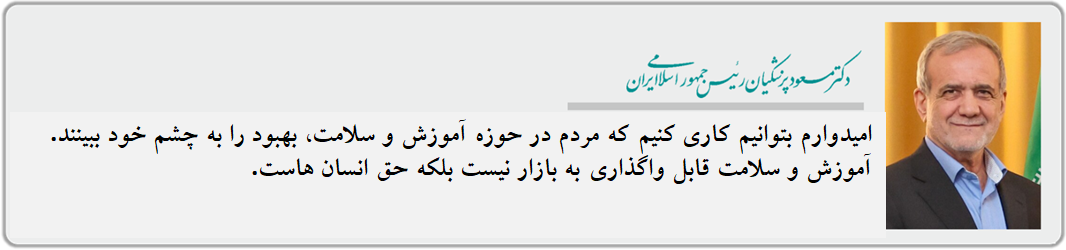 دکتر مسعود پزشکیان رئیس جمهور اسلامی ایران
امیدوارم بتوانیم کاری کنیم که مردم در حوزه آموزش و سلامت، بهبود را به چشم خود ببینند.
آموزش و سلامت قابل واگذاری به بازار نیست بلکه حق انسان هاست.